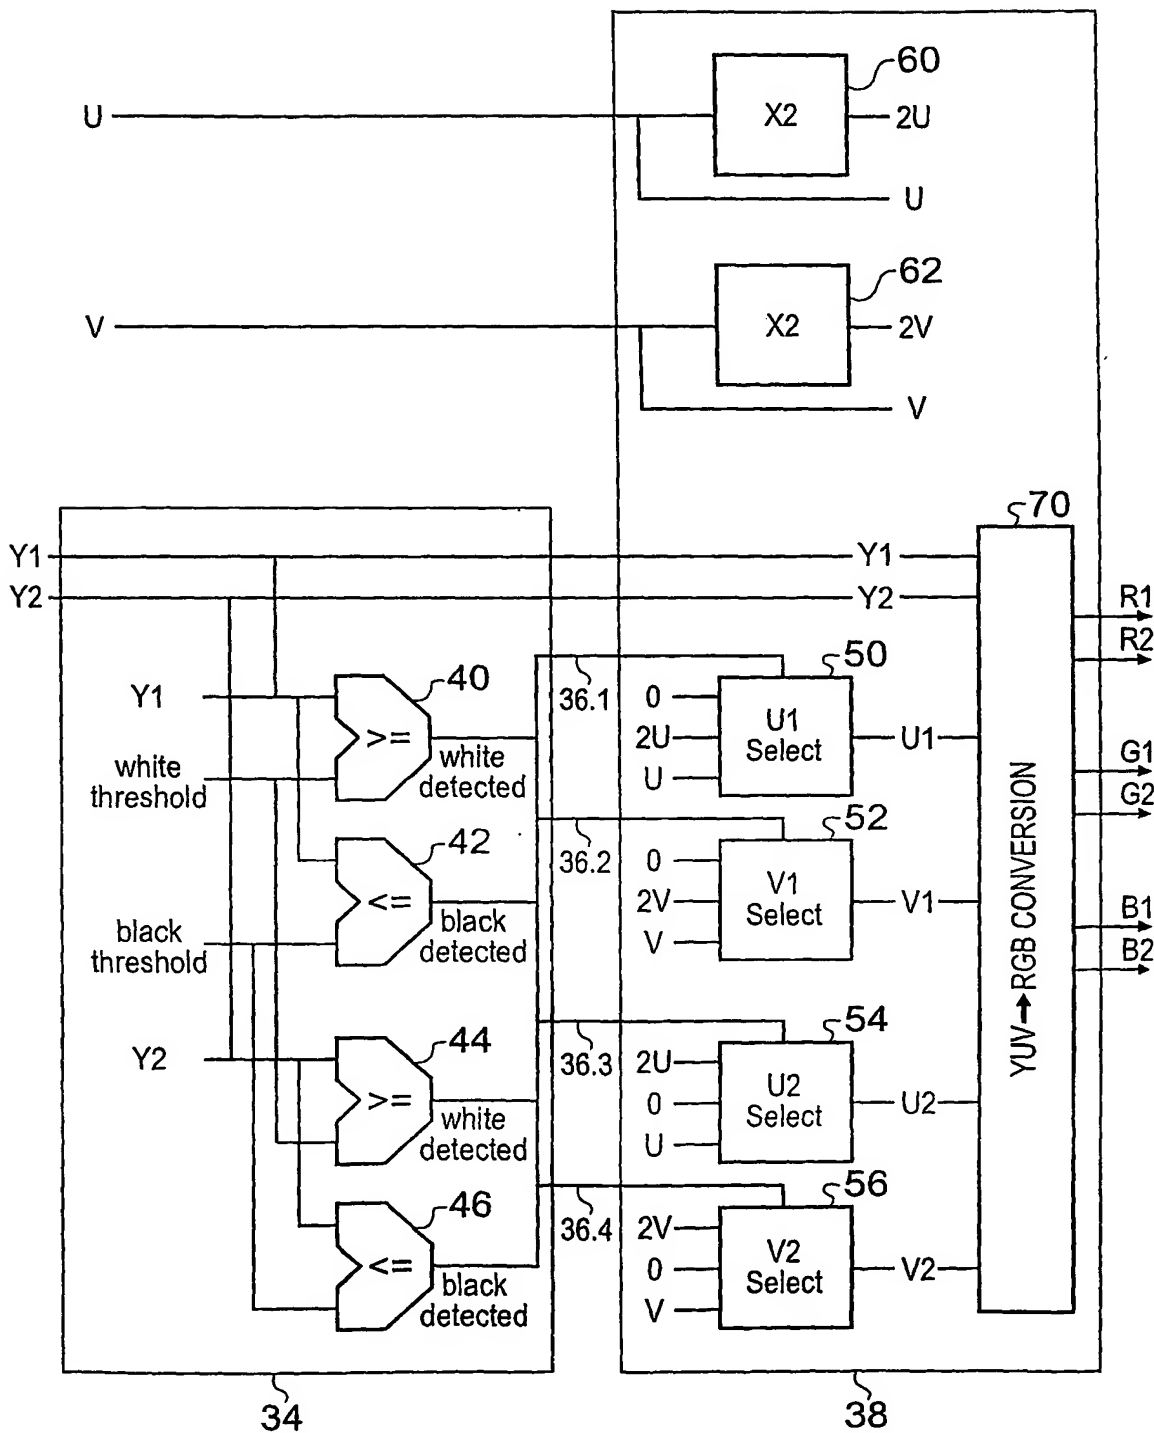 60
U
X2
2U
U
62
V
X2
2V
V
70
Y1
Y1
Y2
Y2
R1
R2
40
50
Y1
36.1
0
U1
Select
>=
2U
U1
white
threshold
white
detected
U
G1
G2
42
52
36.2
0
V1
Select
<=
2V
V1
black
threshold
black
detected
V
B1
B2
YUV→RGB CONVERSION
44
54
Y2
36.3
2U
U2
Select
>=
0
U2
white
detected
U
46
56
36.4
2V
V2
Select
<=
0
V2
black
detected
V
34
38